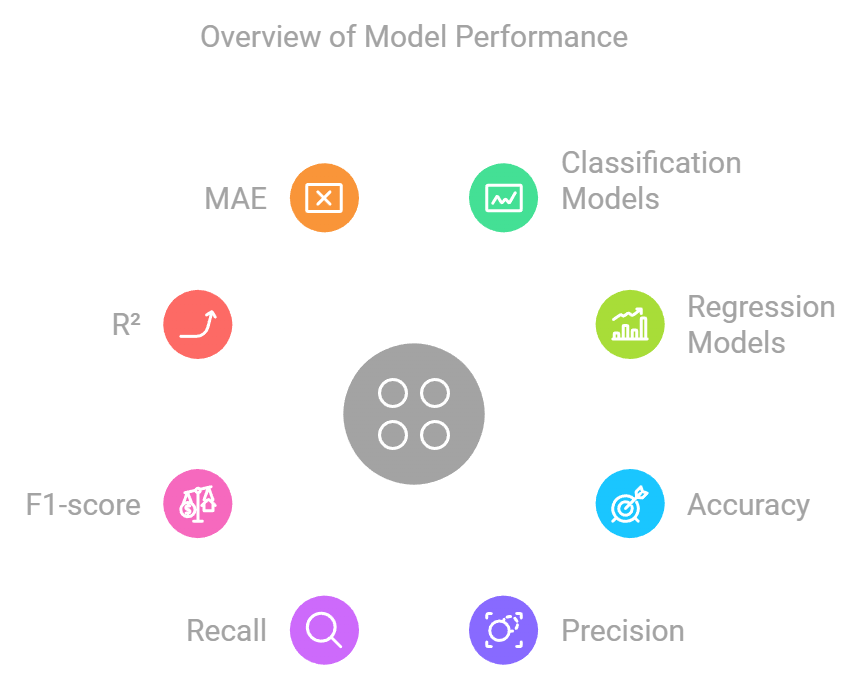 Overview of Model Performance
MAE
Classification
Models
R²
Regression
Models
F1-score
Accuracy
Recall
Precision